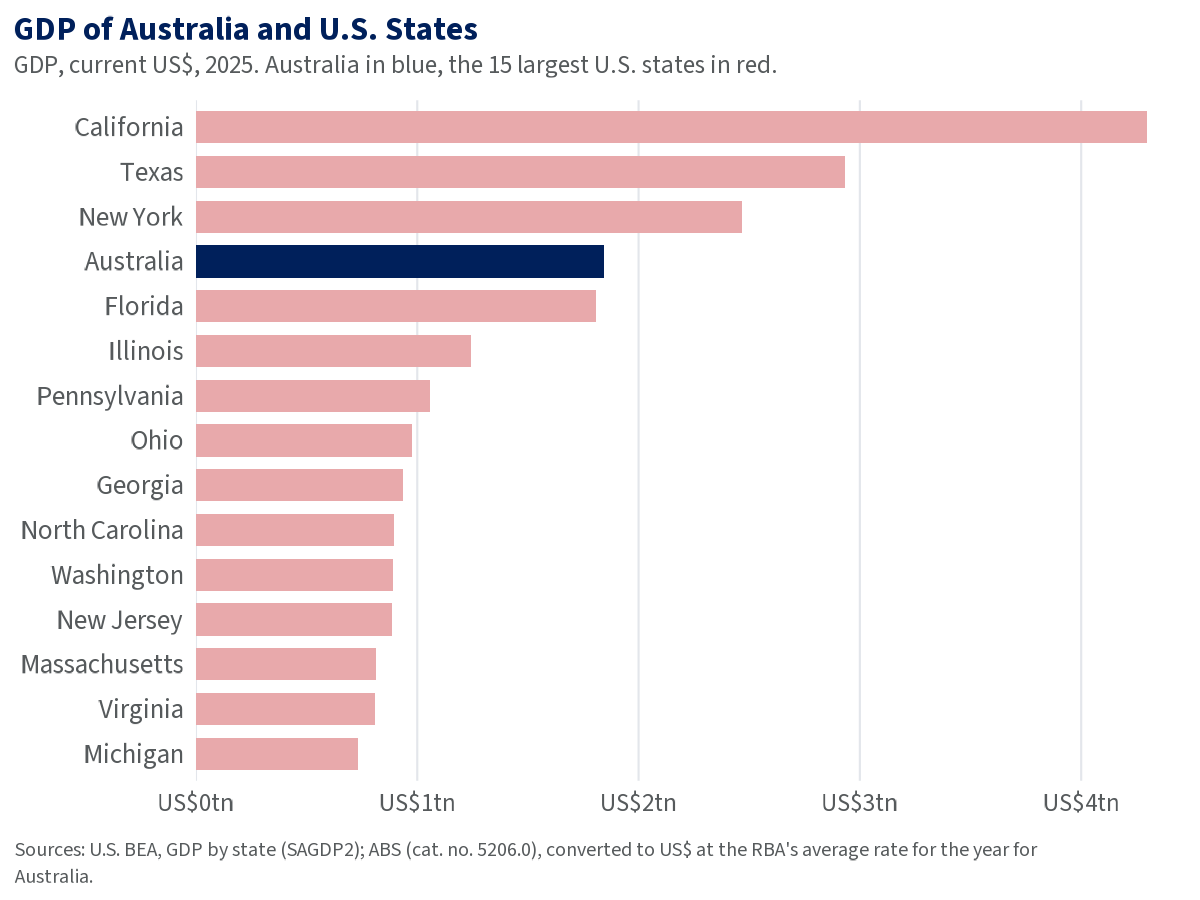 GDP of Australia and U.S. States
GDP, current US$, 2025. Australia in blue, the 15 largest U.S. states in red.
California
Texas
New York
Australia
Florida
Illinois
Pennsylvania
Ohio
Georgia
North Carolina
Washington
New Jersey
Massachusetts
Virginia
Michigan
US$0tn US$1tn US$2tn US$3tn US$4tn
Sources: U.S. BEA, GDP by state (SAGDP2); ABS (cat. no. 5206.0), converted to US$ at the RBA's average rate for the year for
Australia.